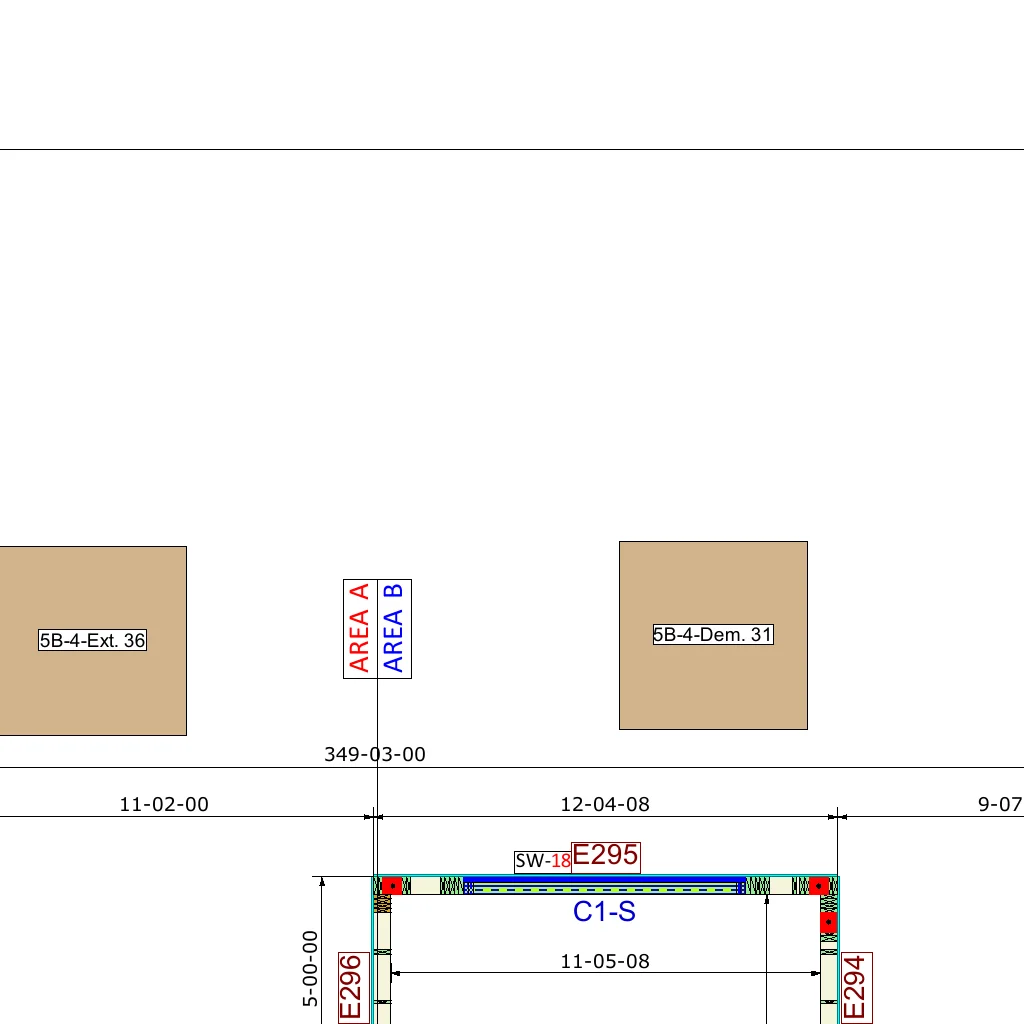 5B-4-Ext. 36
AREA A
AREA B
5B-4-Dem. 31
349-03-00
11-02-00
12-04-08
9-07
SW-18
E295
C1-S
5-00-00
E296
11-05-08
E294